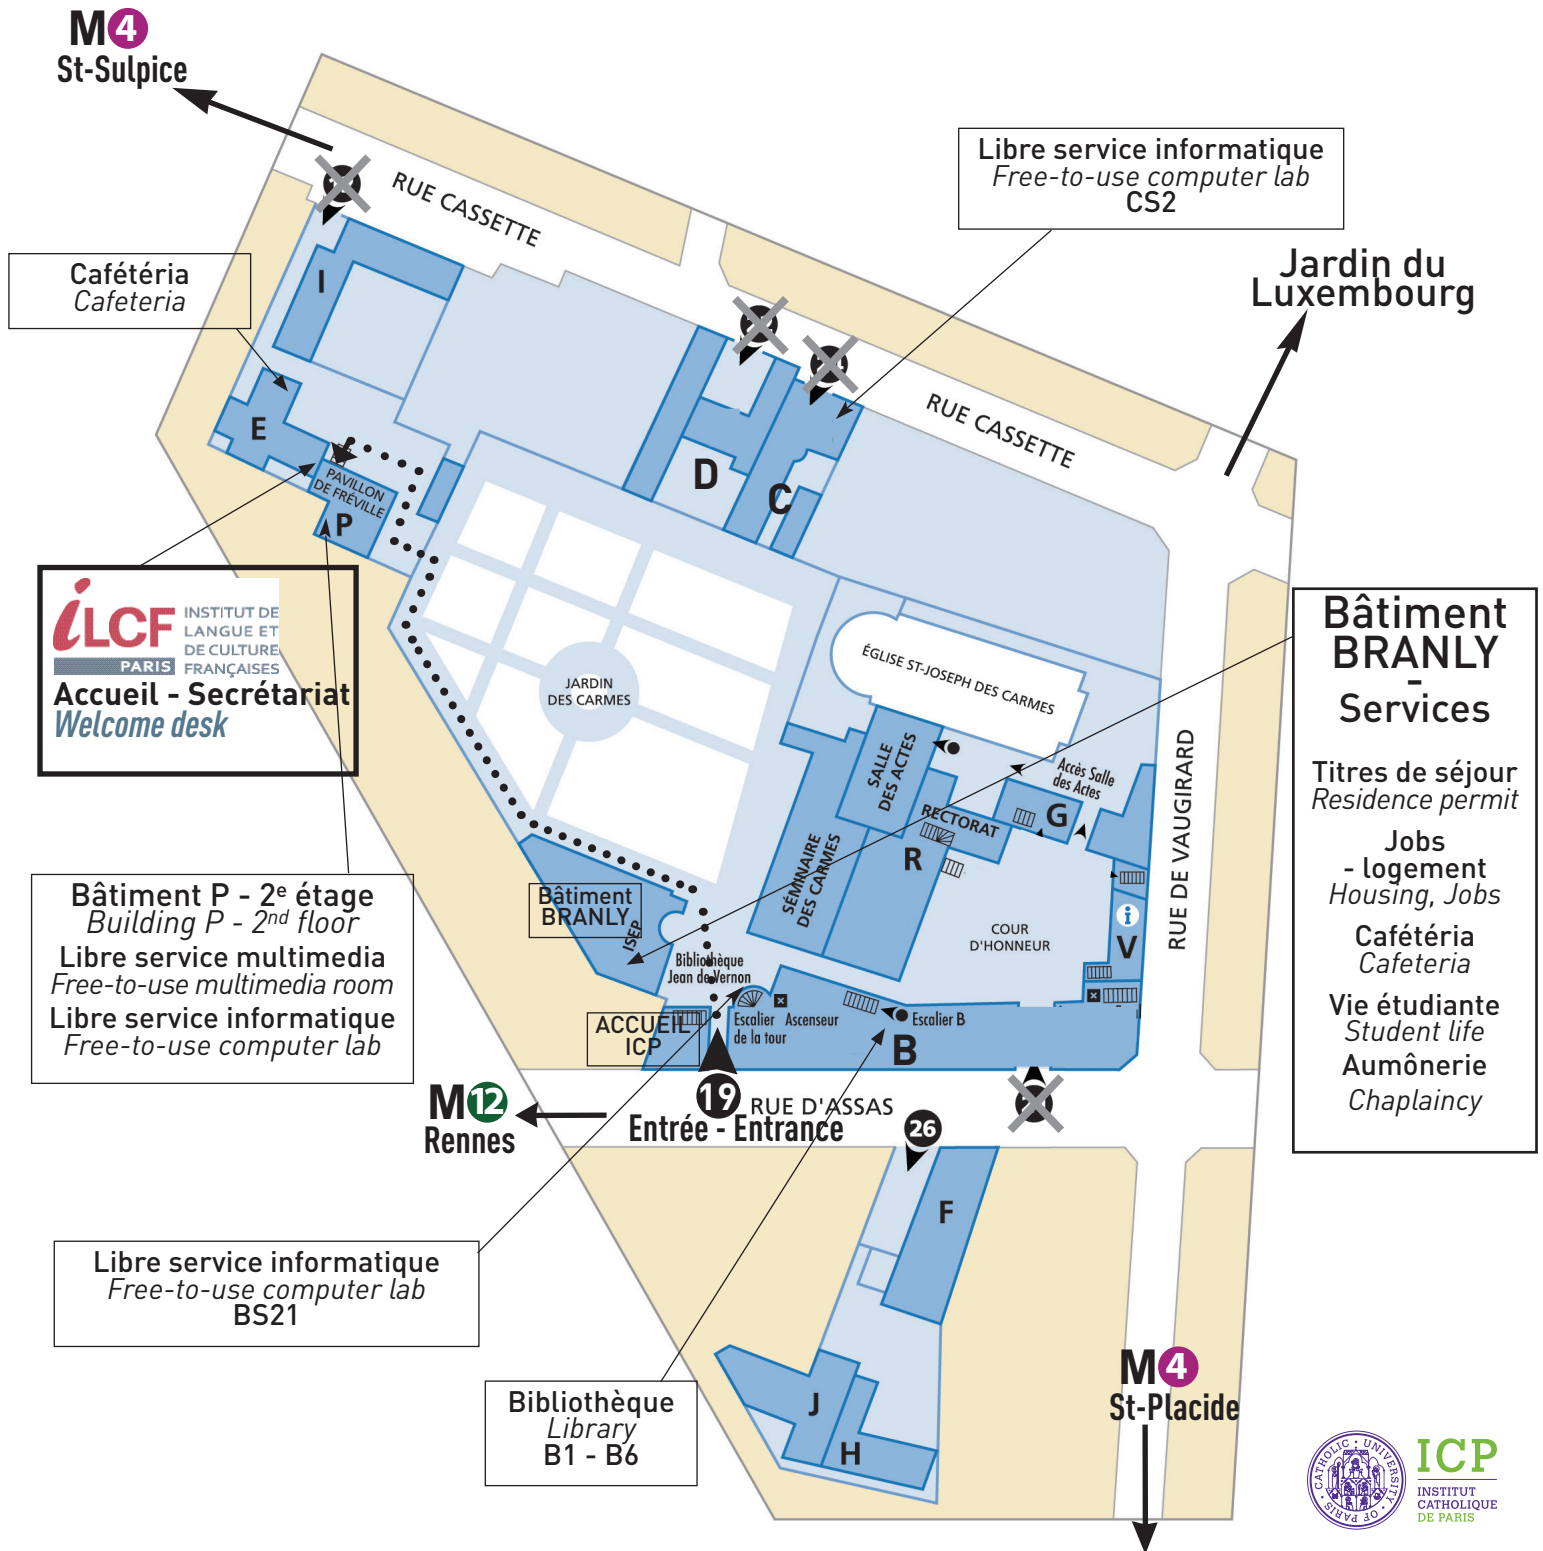 M4
St-Sulpice
RUE CASSETTE
Libre service informatique
Free-to-use computer lab
CS2
Cafétéria
Cafeteria
Jardin du
Luxembourg
I
RUE CASSETTE
E
D
C
PAVILLON
DE FRÉVILLE
P
iLCF
PARIS
INSTITUT DE
LANGUE ET
DE CULTURE
FRANÇAISES
Accueil - Secrétariat
Welcome desk
JARDIN
DES CARMES
ÉGLISE ST-JOSEPH DES CARMES
SALLE
DES ACTES
Accès Salle
des Actes
G
RECTORAT
R
SÉMINAIRE
DES CARMES
RUE DE VAUGIRARD
Bâtiment
BRANLY
-
Services
Titres de séjour
Residence permit
Jobs
- logement
Housing, Jobs
Cafétéria
Cafeteria
Vie étudiante
Student life
Aumônerie
Chaplaincy
Bâtiment P - 2e étage
Building P - 2nd floor
Libre service multimedia
Free-to-use multimedia room
Libre service informatique
Free-to-use computer lab
Bâtiment
BRANLY
ISEP
COUR
D'HONNEUR
i
V
Bibliothèque
Jean de Vernon
ACCUEIL
ICP
Escalier
de la tour
Ascenseur
Escalier B
B
M12
Rennes
19
RUE D'ASSAS
Entrée - Entrance
26
F
Libre service informatique
Free-to-use computer lab
BS21
Bibliothèque
Library
B1 - B6
J
H
M4
St-Placide
CATHOLIC • UNIVERSITY • OF PARIS •
ICP
INSTITUT
CATHOLIQUE
DE PARIS